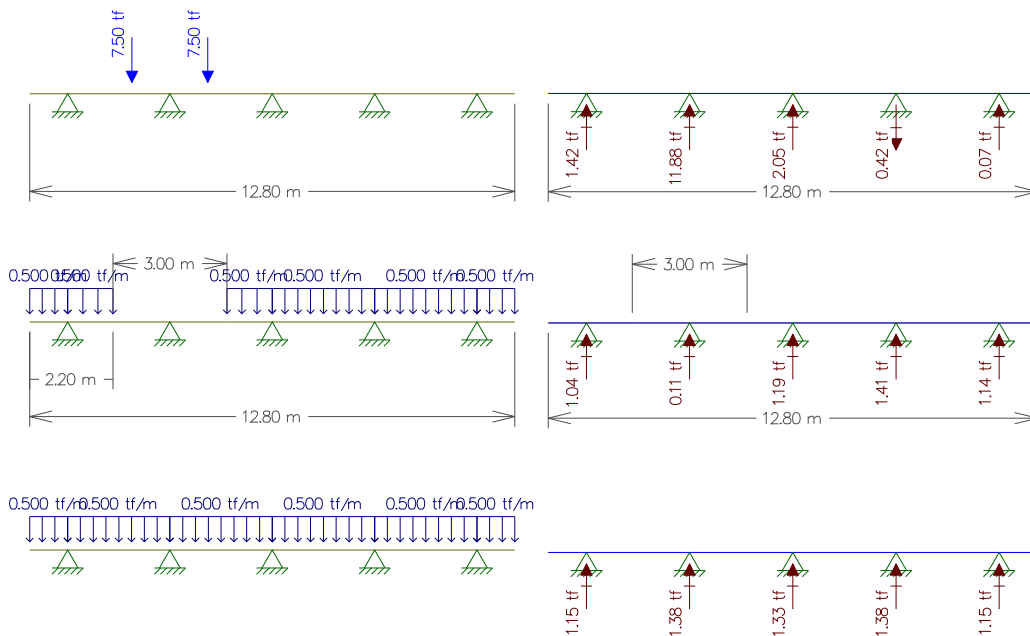 7.50 tf
7.50 tf
12.80 m
1.42 tf
11.88 tf
2.05 tf
0.42 tf
0.07 tf
12.80 m
3.00 m
0.500 tf/m
0.500 tf/m
0.500 tf/m
0.500 tf/m
0.500 tf/m
0.500 tf/m
2.20 m
12.80 m
3.00 m
1.04 tf
0.11 tf
1.19 tf
1.41 tf
1.14 tf
12.80 m
0.500 tf/m
0.500 tf/m
0.500 tf/m
0.500 tf/m
0.500 tf/m
0.500 tf/m
1.15 tf
1.38 tf
1.33 tf
1.38 tf
1.15 tf